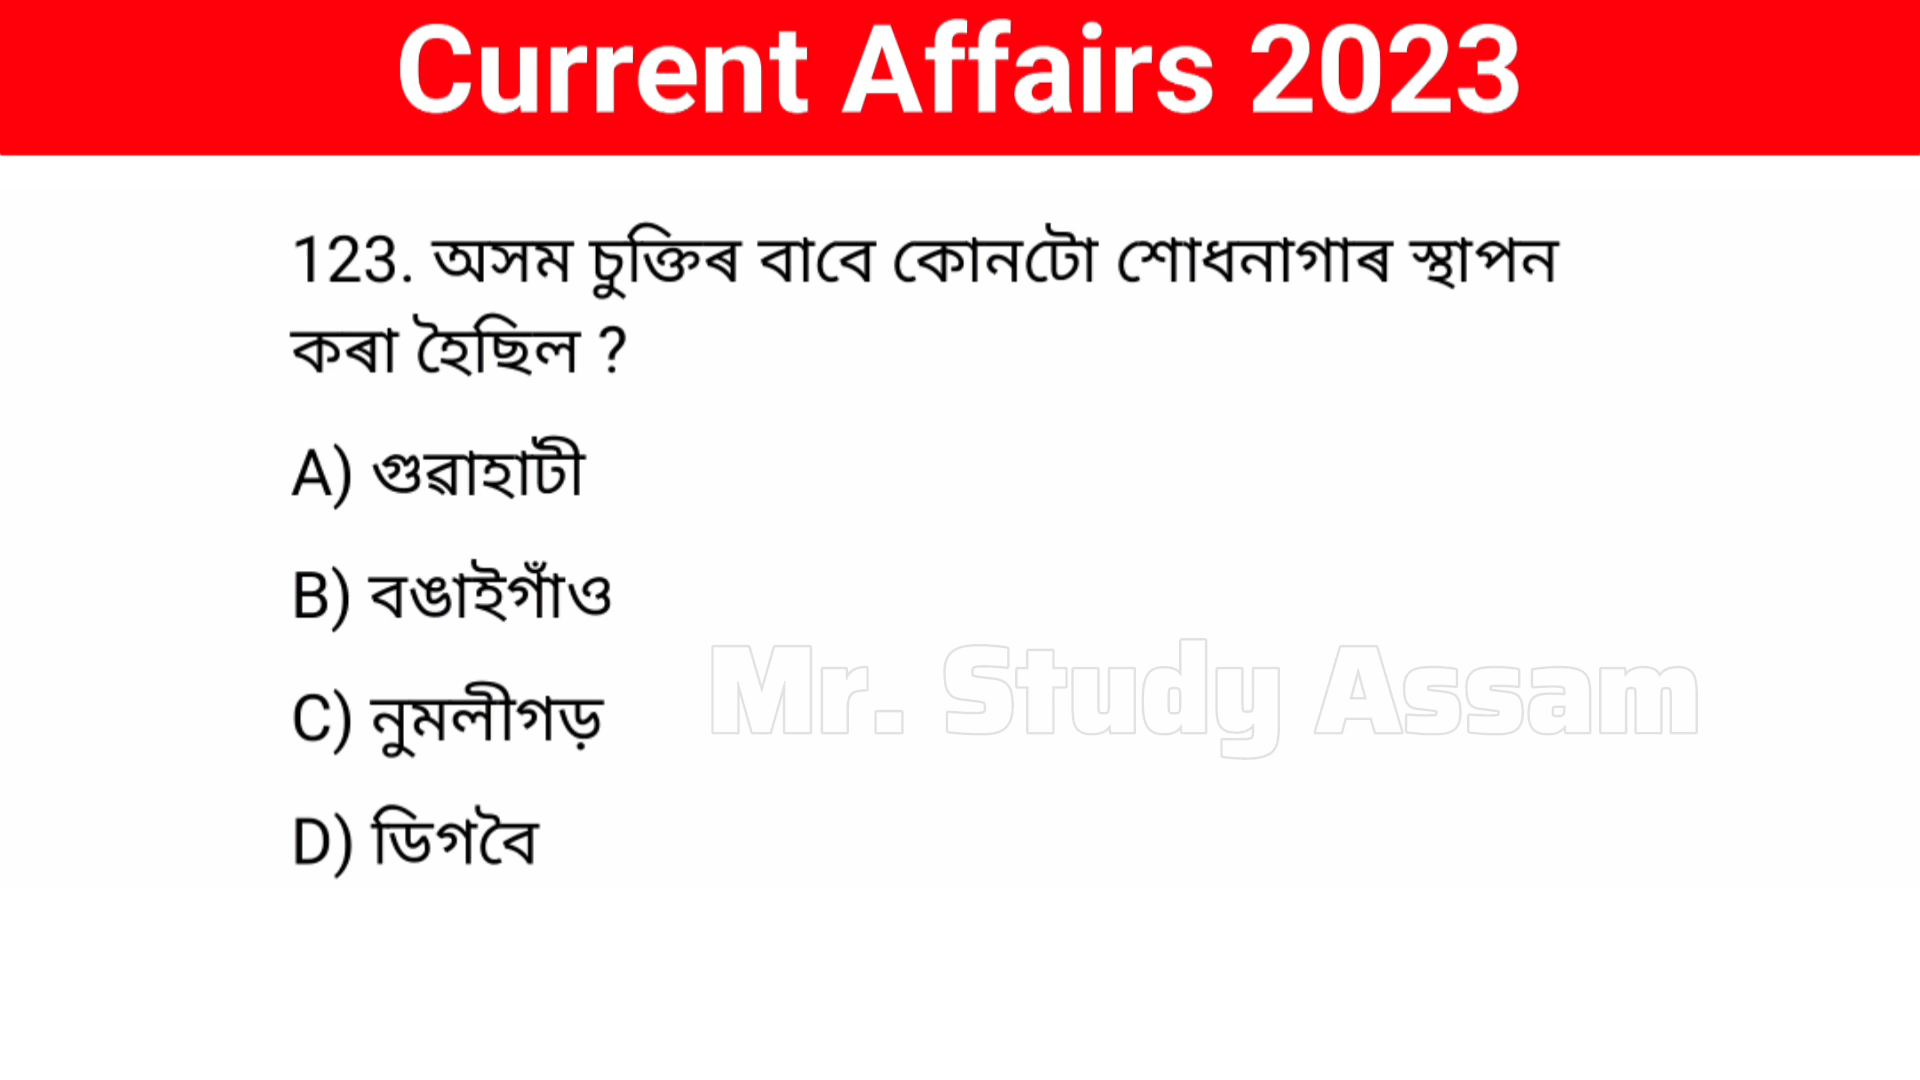 Current Affairs 2023
123. অসম চুক্তিৰ বাবে কোনটো শোধনাগাৰ স্থাপন
কৰা হৈছিল ?
A) গুৱাহাটী
B) বঙাইগাঁও
Mr. Study Assam
C) নুমলীগড়
D) ডিগবৈ